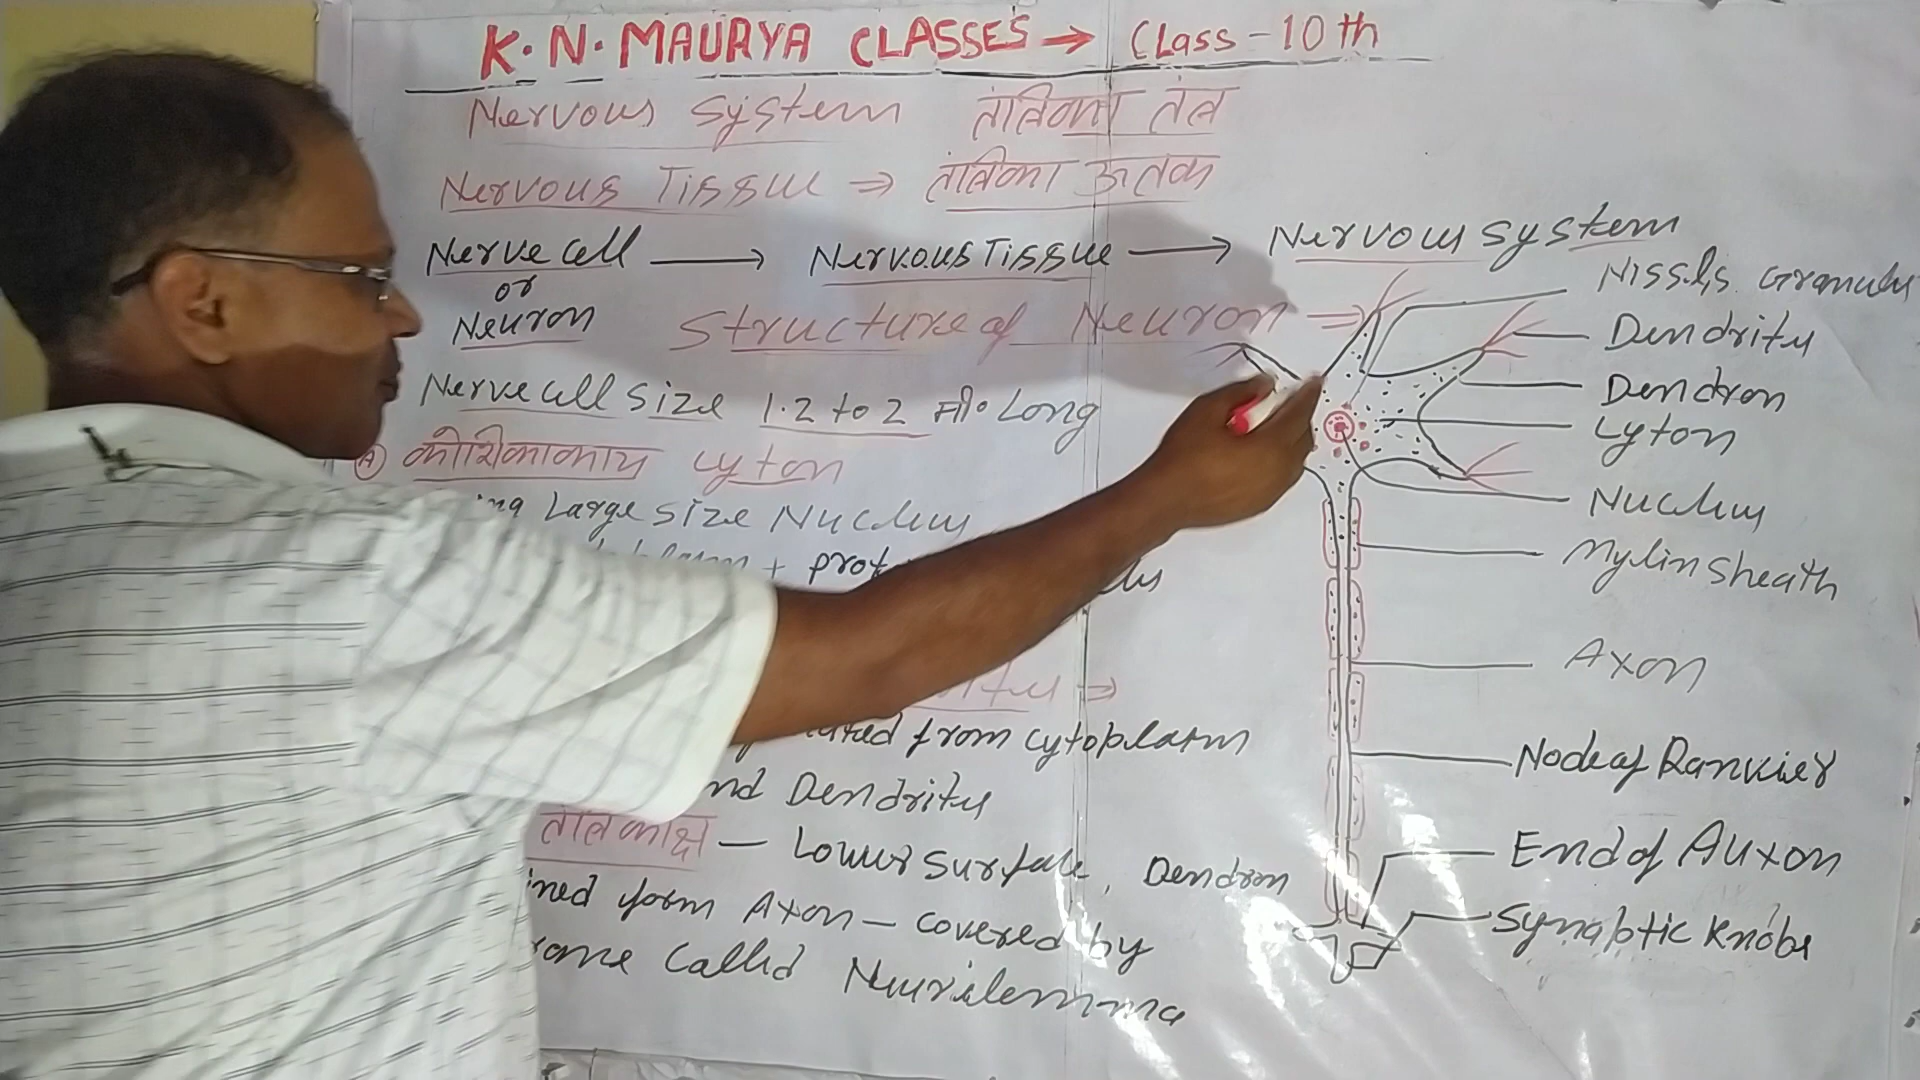 K. N. MAURYA CLASSES → Class - 10 th
Nervous System तंत्रिका तंत्र
Nervous Tissue ⇒ तंत्रिका ऊतक
Nerve cell → Nervous Tissue → Nervous System
or
Neuron
Structure of Neuron ⇒
Nerve cell size 1.2 to 2 मी० Long
(A) कोशिकाकाय Cyton
Large size Nucleus
+
from cytoplasm
Dendrites
तंत्रिकाक्ष — Lower surface, Dendron
form Axon — covered by
called Neurilemma
Nissl's Granules
Dendrites
Dendron
Cyton
Nucleus
Mylin Sheath
Axon
Node of Ranvier
End of Auxon
Synaptic Knobs